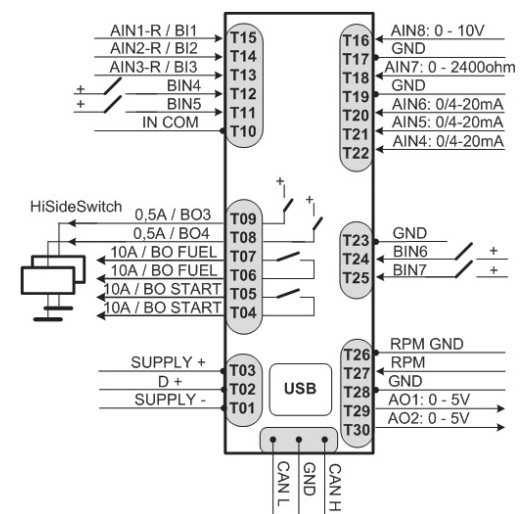 AIN1-R / BI1 T15
AIN2-R / BI2 T14
AIN3-R / BI3 T13
+ BIN4 T12
+ BIN5 T11
IN COM T10
T16 AIN8: 0 - 10V
T17 GND
T18 AIN7: 0 - 2400ohm
T19 GND
T20 AIN6: 0/4-20mA
T21 AIN5: 0/4-20mA
T22 AIN4: 0/4-20mA
HiSideSwitch
+
+
0,5A / BO3 T09
0,5A / BO4 T08
10A / BO FUEL T07
10A / BO FUEL T06
10A / BO START T05
10A / BO START T04
T23 GND
T24 BIN6 +
T25 BIN7 +
SUPPLY + T03
D + T02
SUPPLY - T01
USB
T26 RPM GND
T27 RPM
T28 GND
T29 AO1: 0 - 5V
T30 AO2: 0 - 5V
CAN L
GND
CAN H